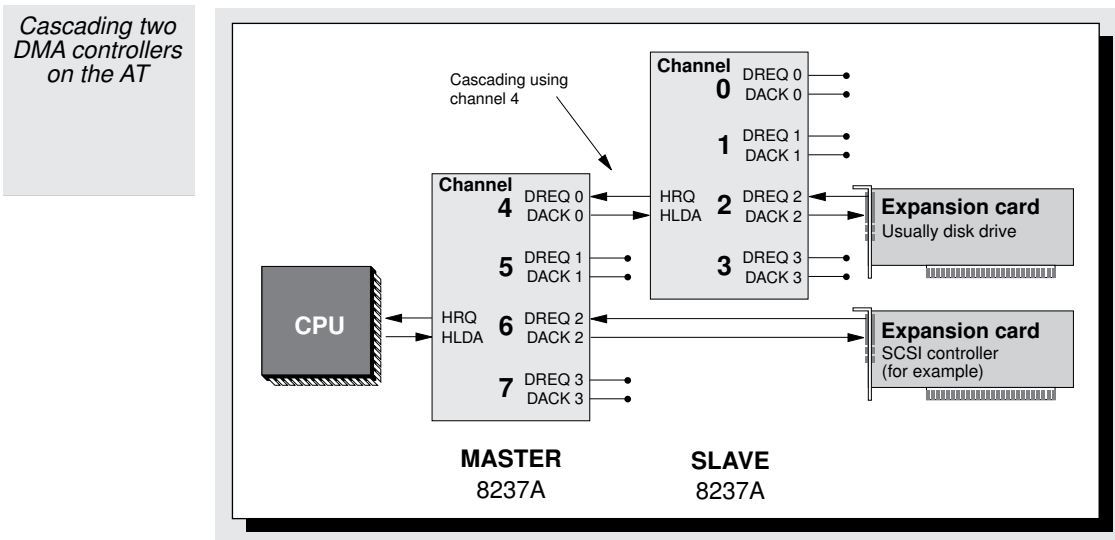 Cascading two
DMA controllers
on the AT
Cascading using
channel 4
Channel
0
DREQ 0
DACK 0
1
DREQ 1
DACK 1
HRQ
HLDA
2
DREQ 2
DACK 2
3
DREQ 3
DACK 3
Channel
4
DREQ 0
DACK 0
5
DREQ 1
DACK 1
HRQ
HLDA
6
DREQ 2
DACK 2
7
DREQ 3
DACK 3
CPU
Expansion card
Usually disk drive
Expansion card
SCSI controller
(for example)
MASTER
8237A
SLAVE
8237A